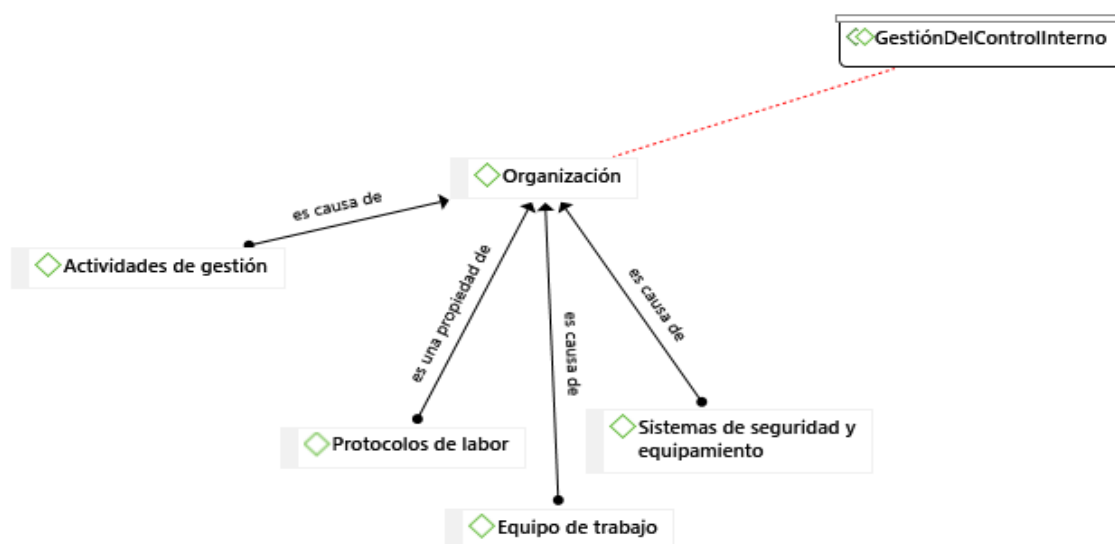 GestiónDelControlInterno
Organización
es causa de
Actividades de gestión
es una propiedad de
es causa de
es causa de
Protocolos de labor
Sistemas de seguridad y
equipamiento
Equipo de trabajo